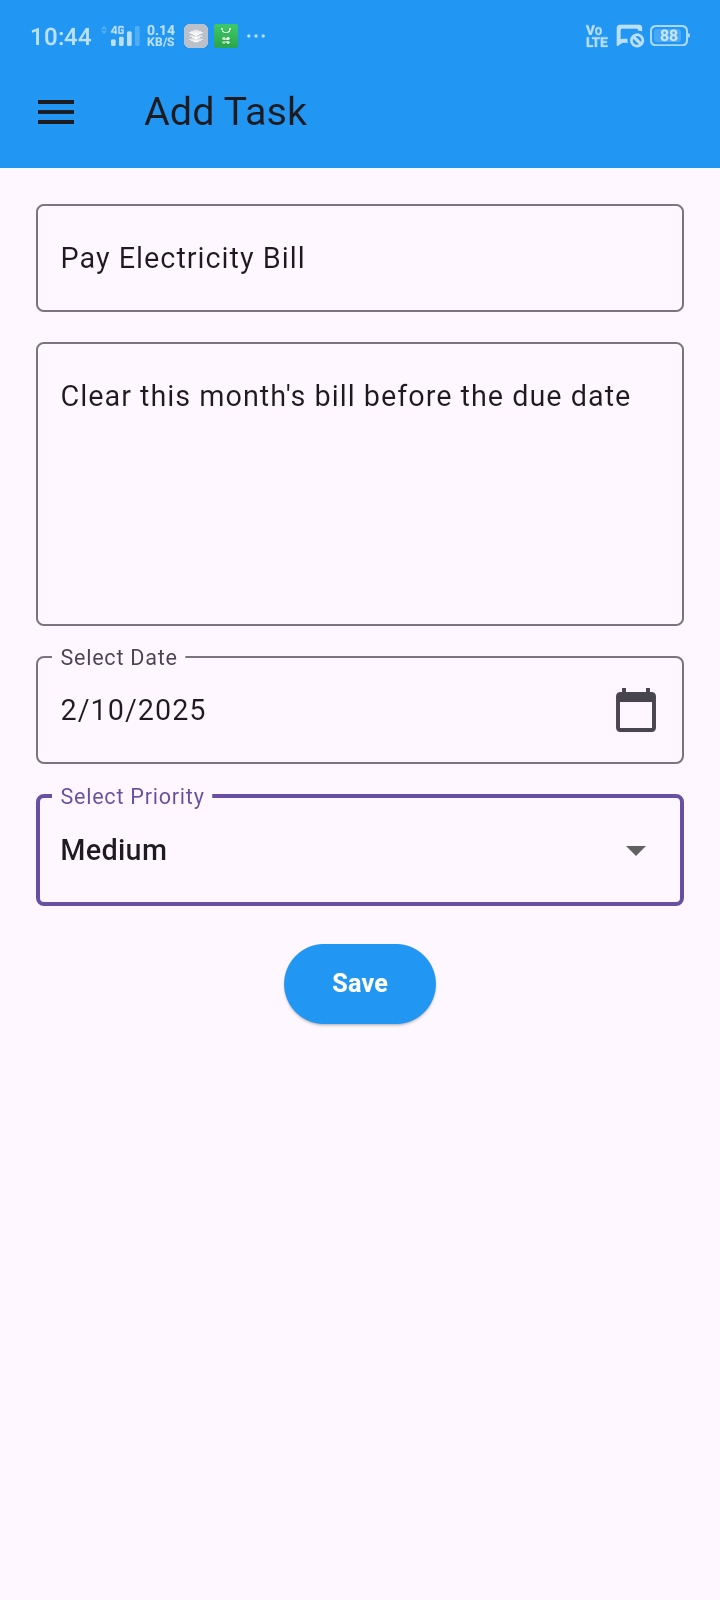 10:44 4G 0.14 KB/S ... Vo LTE 88
Add Task
Pay Electricity Bill
Clear this month's bill before the due date
Select Date
2/10/2025
Select Priority
Medium
Save